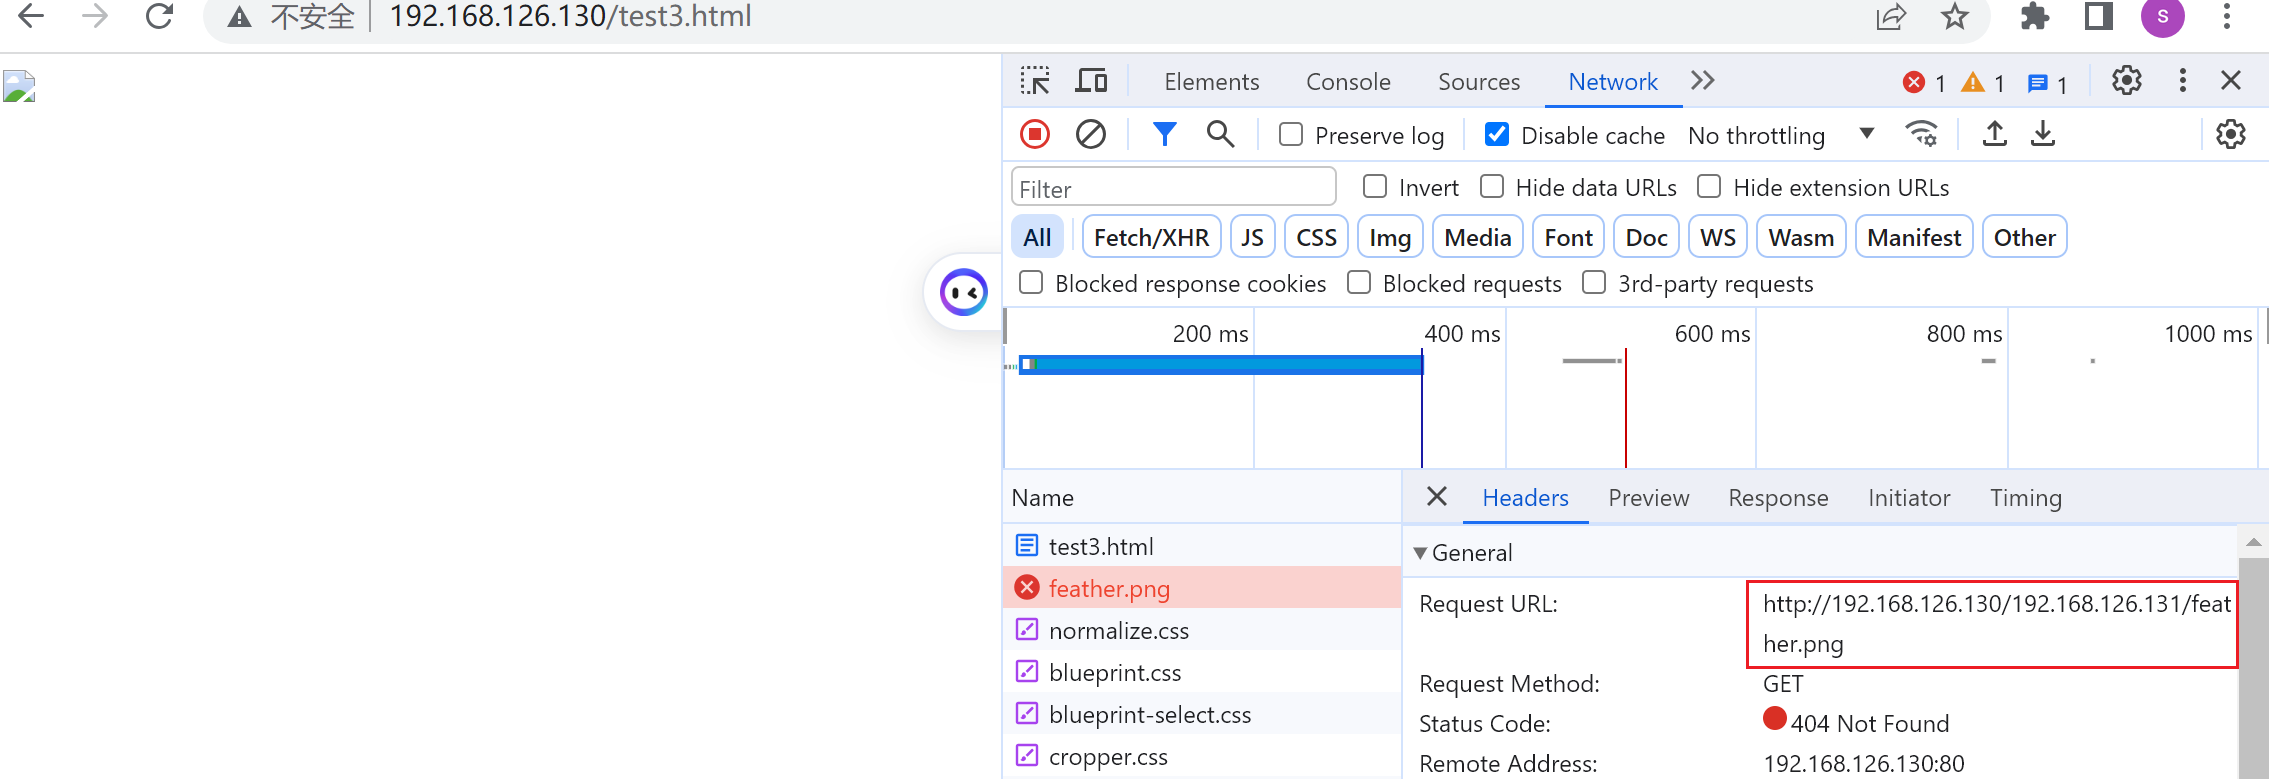 不安全 192.168.126.130/test3.html S
Elements Console Sources Network 1 1 1
Preserve log Disable cache No throttling
Filter Invert Hide data URLs Hide extension URLs
All Fetch/XHR JS CSS Img Media Font Doc WS Wasm Manifest Other
Blocked response cookies Blocked requests 3rd-party requests
200 ms 400 ms 600 ms 800 ms 1000 ms
Name
test3.html
feather.png
normalize.css
blueprint.css
blueprint-select.css
cropper.css
Headers Preview Response Initiator Timing
General
Request URL: http://192.168.126.130/192.168.126.131/feat
her.png
Request Method: GET
Status Code: 404 Not Found
Remote Address: 192.168.126.130:80